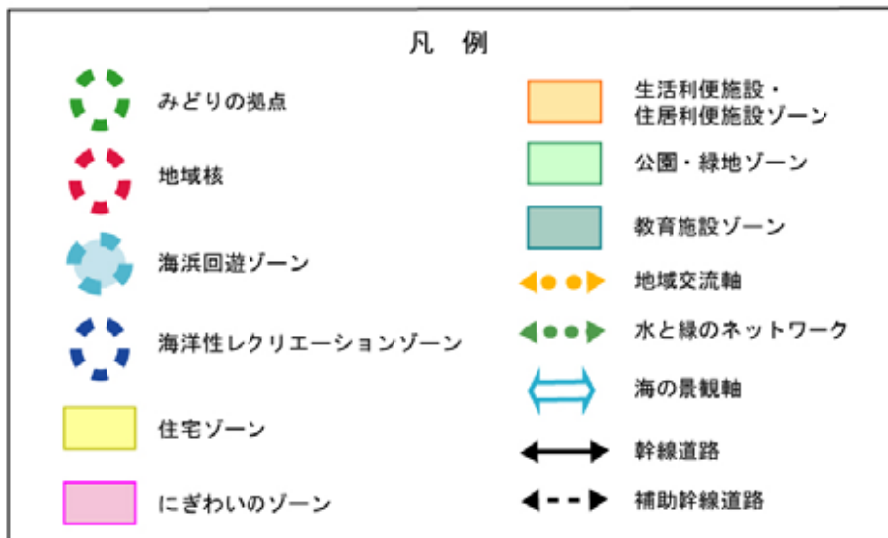 凡 例
みどりの拠点
地域核
海浜回遊ゾーン
海洋性レクリエーションゾーン
住宅ゾーン
にぎわいのゾーン
生活利便施設・
住居利便施設ゾーン
公園・緑地ゾーン
教育施設ゾーン
地域交流軸
水と緑のネットワーク
海の景観軸
幹線道路
補助幹線道路